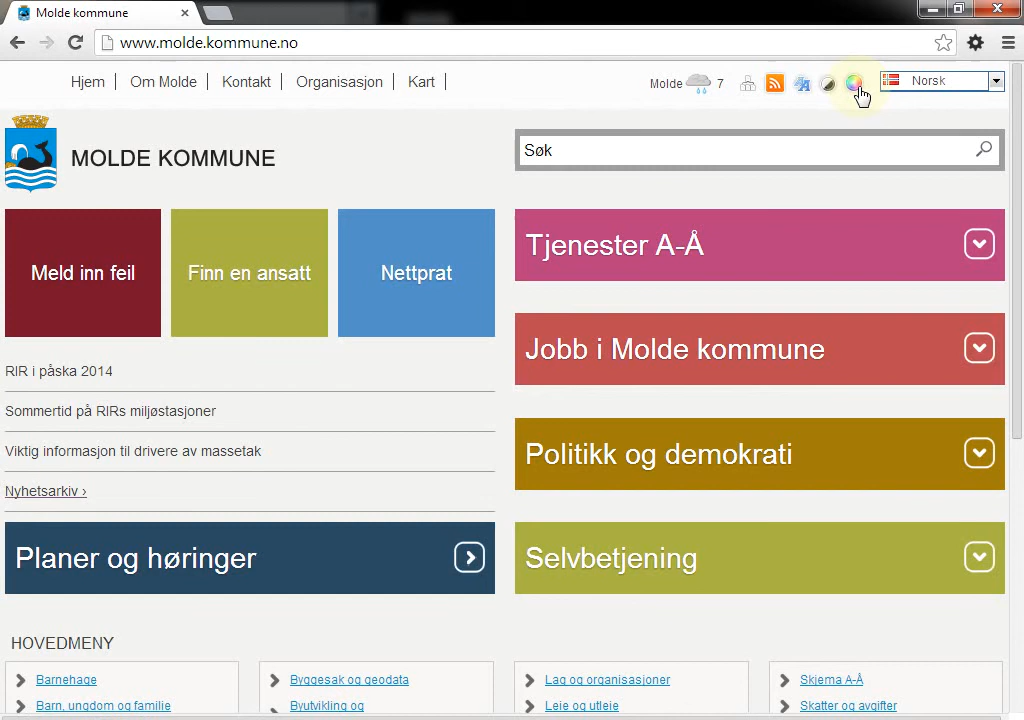 Molde kommune
www.molde.kommune.no
Hjem Om Molde Kontakt Organisasjon Kart
Molde 7 Norsk
MOLDE KOMMUNE
Søk
Meld inn feil
Finn en ansatt
Nettprat
Tjenester A-Å
Jobb i Molde kommune
RIR i påska 2014
Sommertid på RIRs miljøstasjoner
Viktig informasjon til drivere av massetak
Nyhetsarkiv ›
Politikk og demokrati
Planer og høringer
Selvbetjening
HOVEDMENY
Barnehage
Byggesak og geodata
Lag og organisasjoner
Skjema A-Å
Barn, ungdom og familie
Byutvikling og
Leie og utleie
Skatter og avgifter